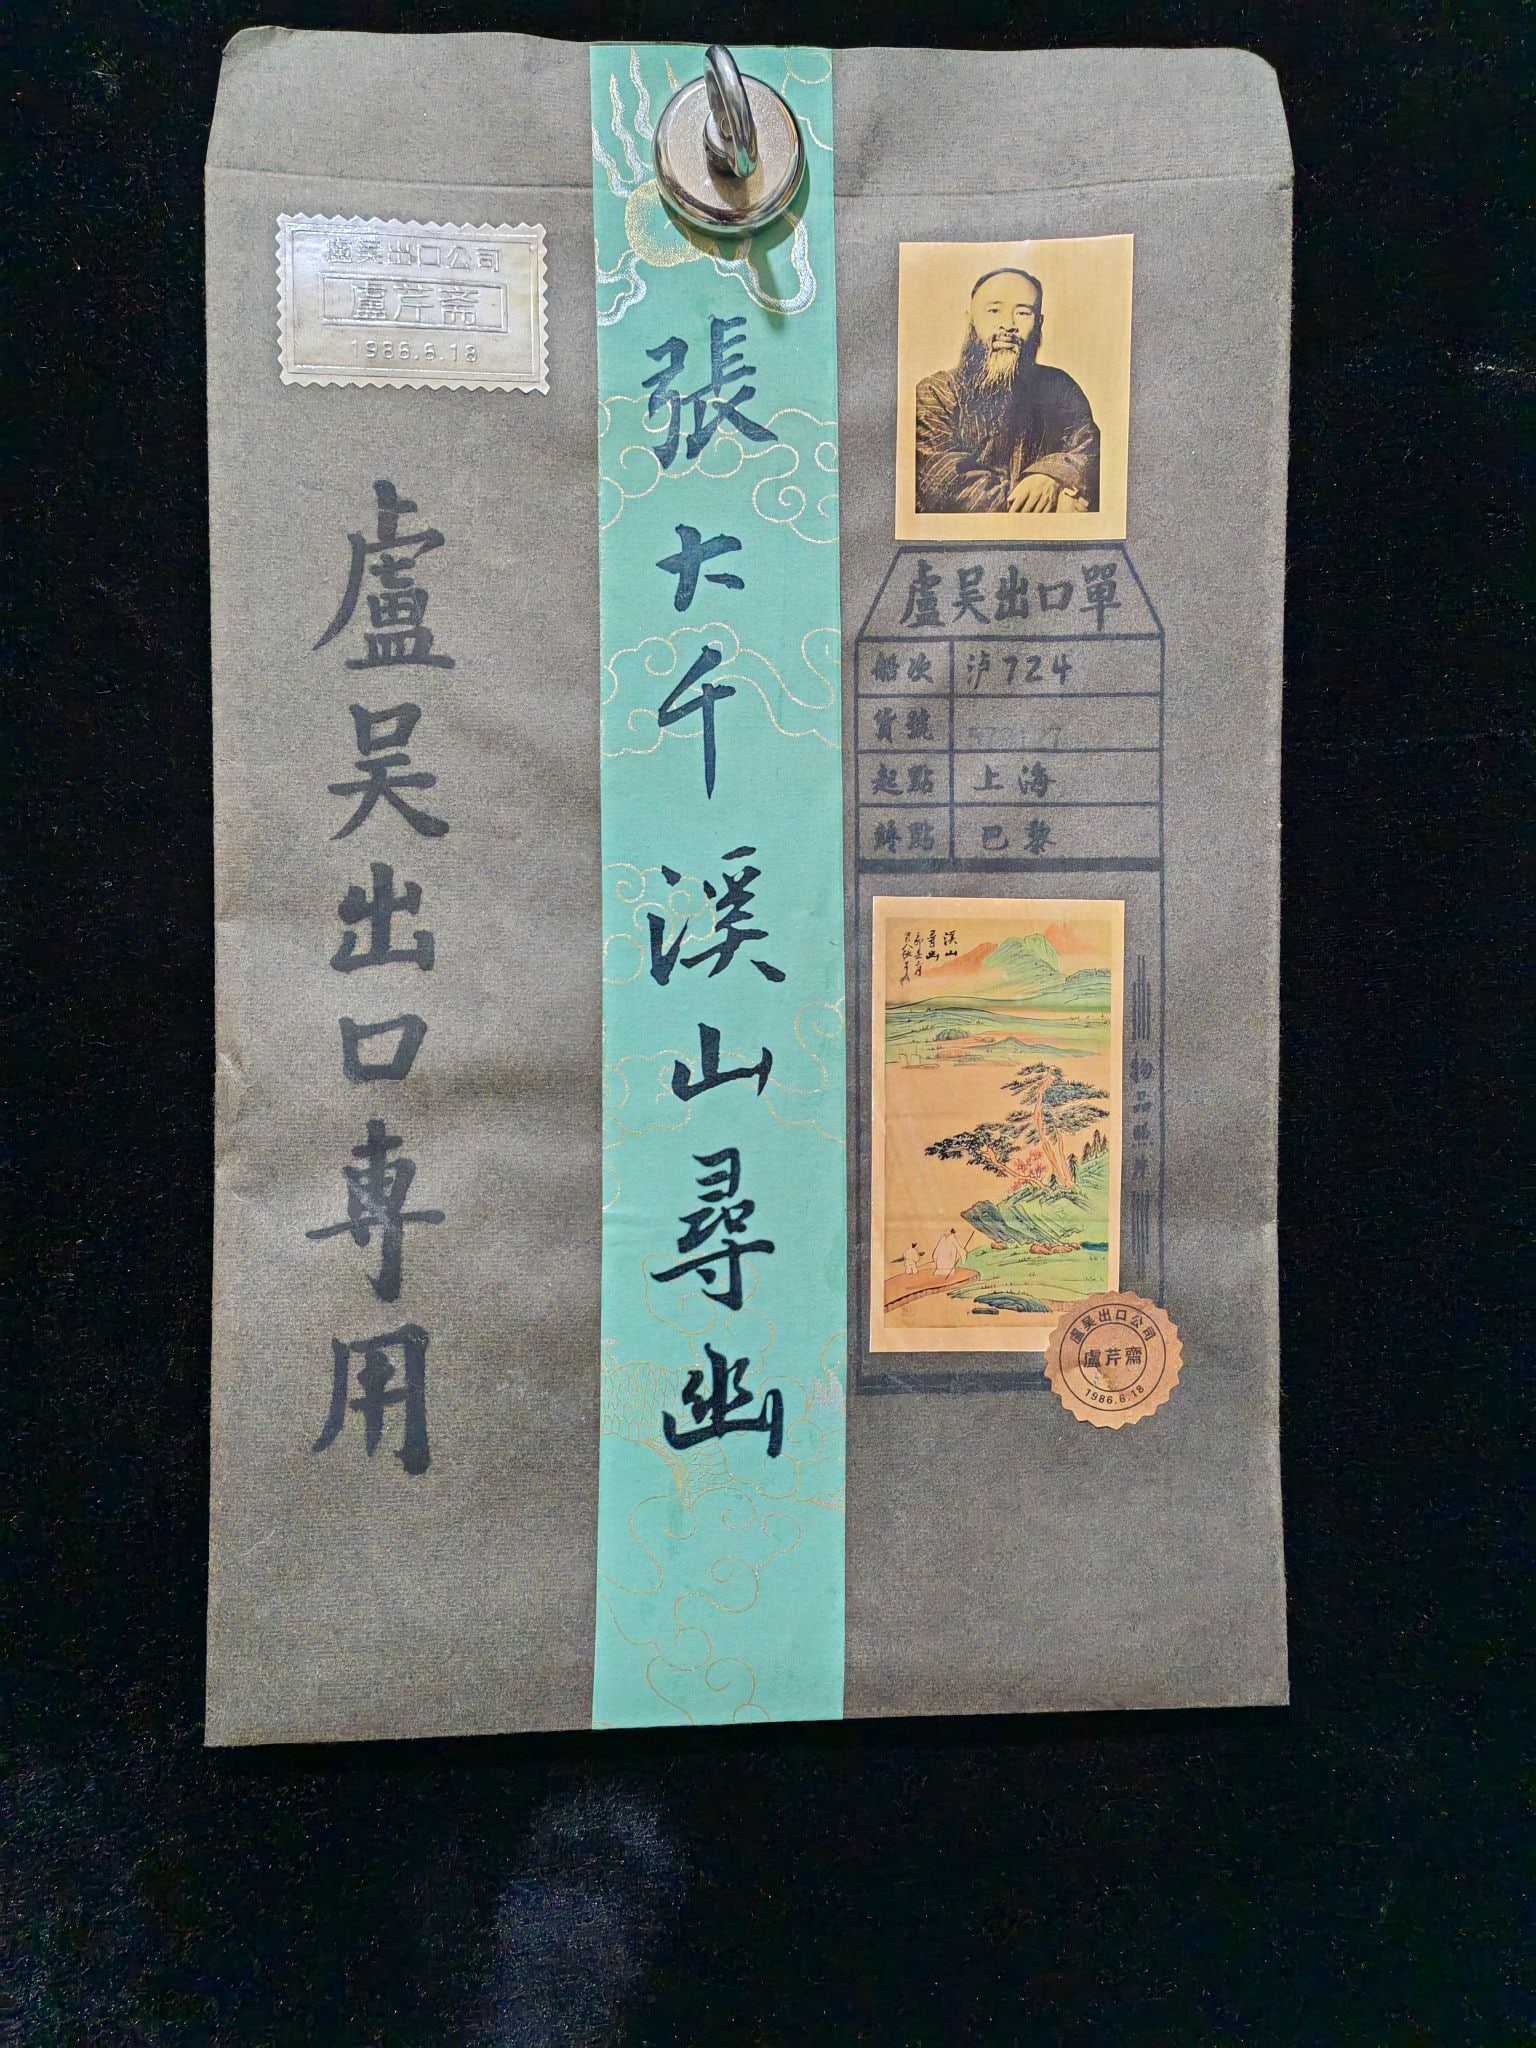 盧吴出口公司
盧芹斋
1986.6.18
盧吴出口専用
張大千溪山尋幽
盧吴出口單
船次 泸724
貨號
起點 上海
終點 巴黎
溪山
尋幽
物品照片
盧吴出口公司
盧芹齋
1986.6.18